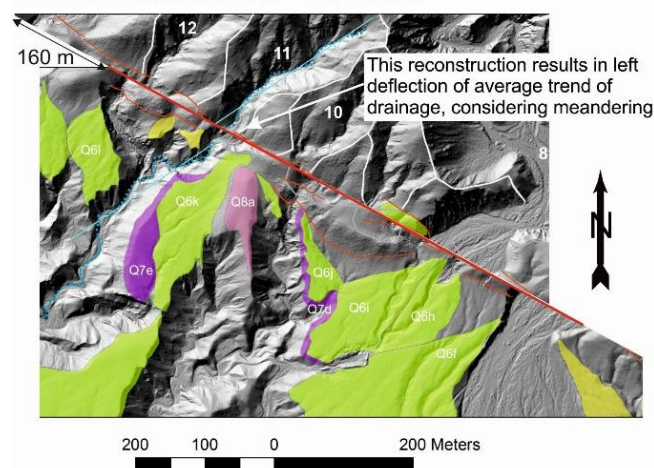 12
11
160 m
This reconstruction results in left
deflection of average trend of
drainage, considering meandering
10
8
Q6l
Q6k
Q8a
N
Q7e
Q6j
Q7d
Q6i
Q6h
Q6f
200 100 0 200 Meters